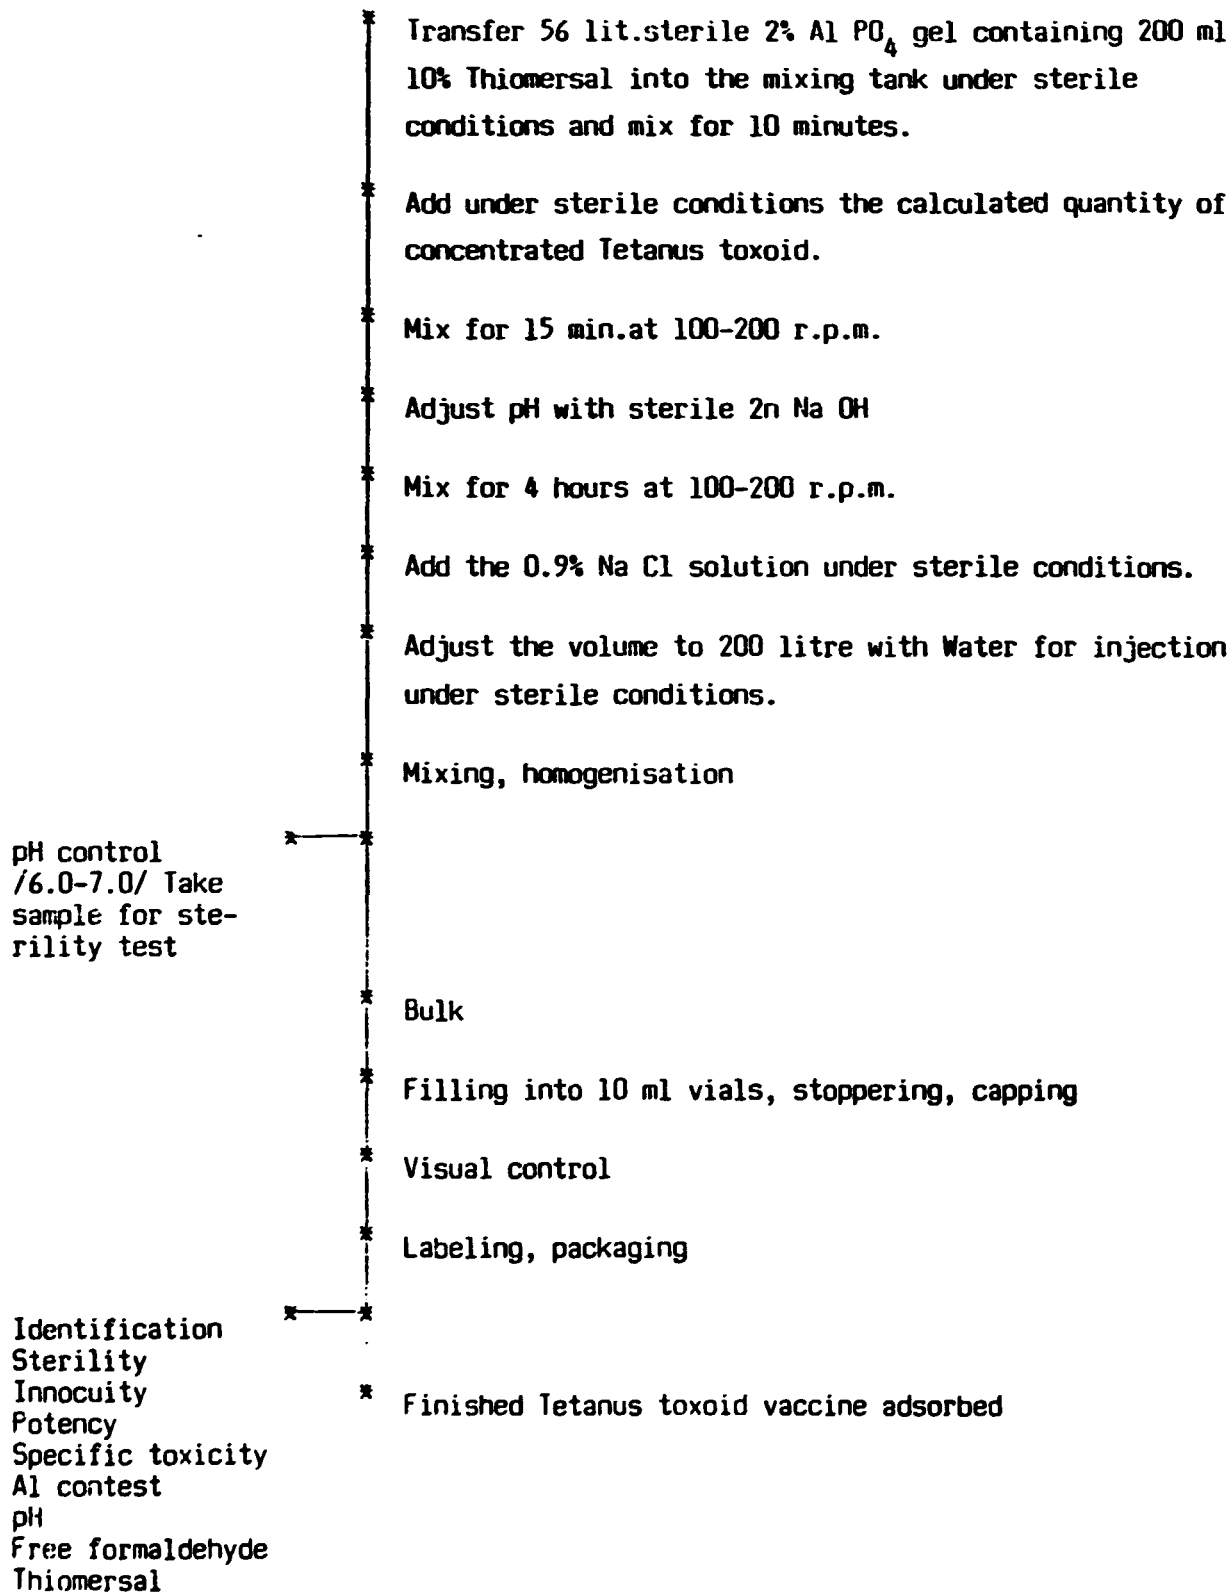 Transfer 56 lit.sterile 2% Al PO₄ gel containing 200 ml
10% Thiomersal into the mixing tank under sterile
conditions and mix for 10 minutes.
Add under sterile conditions the calculated quantity of
concentrated Tetanus toxoid.
Mix for 15 min.at 100-200 r.p.m.
Adjust pH with sterile 2n Na OH
Mix for 4 hours at 100-200 r.p.m.
Add the 0.9% Na Cl solution under sterile conditions.
Adjust the volume to 200 litre with Water for injection
under sterile conditions.
Mixing, homogenisation
pH control
/6.0-7.0/ Take
sample for ste-
rility test
Bulk
Filling into 10 ml vials, stoppering, capping
Visual control
Labeling, packaging
Identification
Sterility
Innocuity
Potency
Specific toxicity
Al contest
pH
Free formaldehyde
Thiomersal
Finished Tetanus toxoid vaccine adsorbed